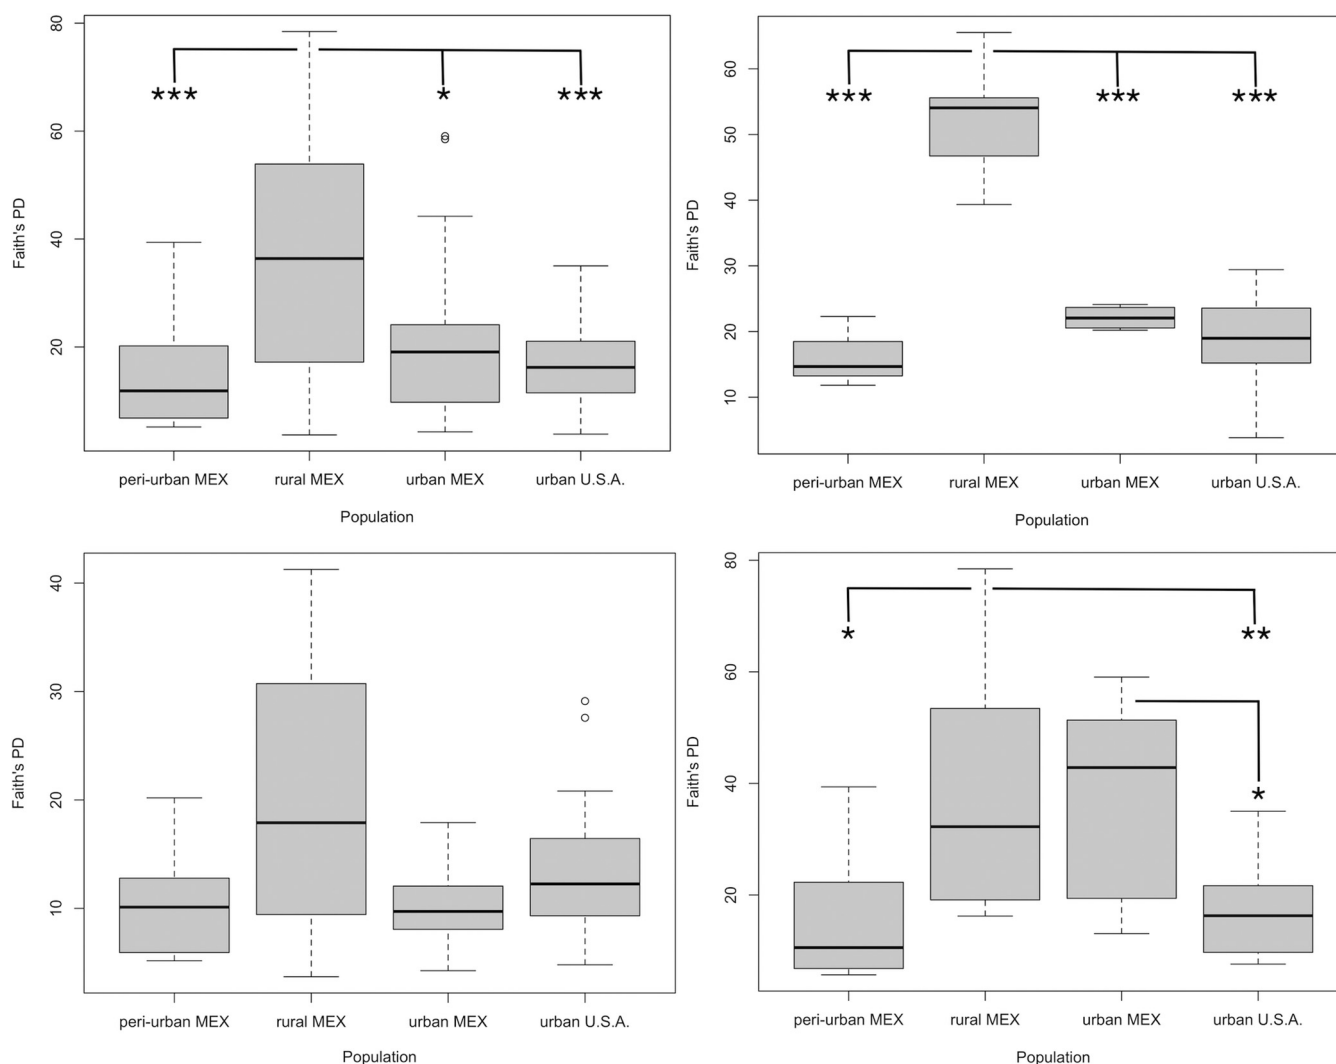 80
60
40
20
Faith's PD
***
*
***
peri-urban MEX
rural MEX
urban MEX
urban U.S.A.
Population
60
50
40
30
20
10
Faith's PD
***
***
***
peri-urban MEX
rural MEX
urban MEX
urban U.S.A.
Population
40
30
20
10
Faith's PD
peri-urban MEX
rural MEX
urban MEX
urban U.S.A.
Population
80
60
40
20
Faith's PD
*
**
*
peri-urban MEX
rural MEX
urban MEX
urban U.S.A.
Population